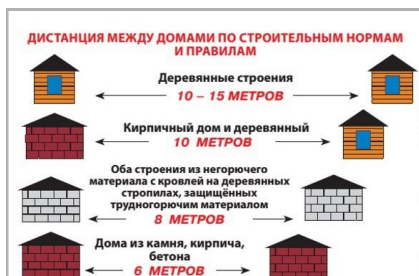 ДИСТАНЦИЯ МЕЖДУ ДОМАМИ ПО СТРОИТЕЛЬНЫМ НОРМАМ
И ПРАВИЛАМ
Деревянные строения
10 – 15 МЕТРОВ
Кирпичный дом и деревянный
10 МЕТРОВ
Оба строения из негорючего
материала с кровлей на деревянных
стропилах, защищённых
трудногорючим материалом
8 МЕТРОВ
Дома из камня, кирпича,
бетона
6 МЕТРОВ